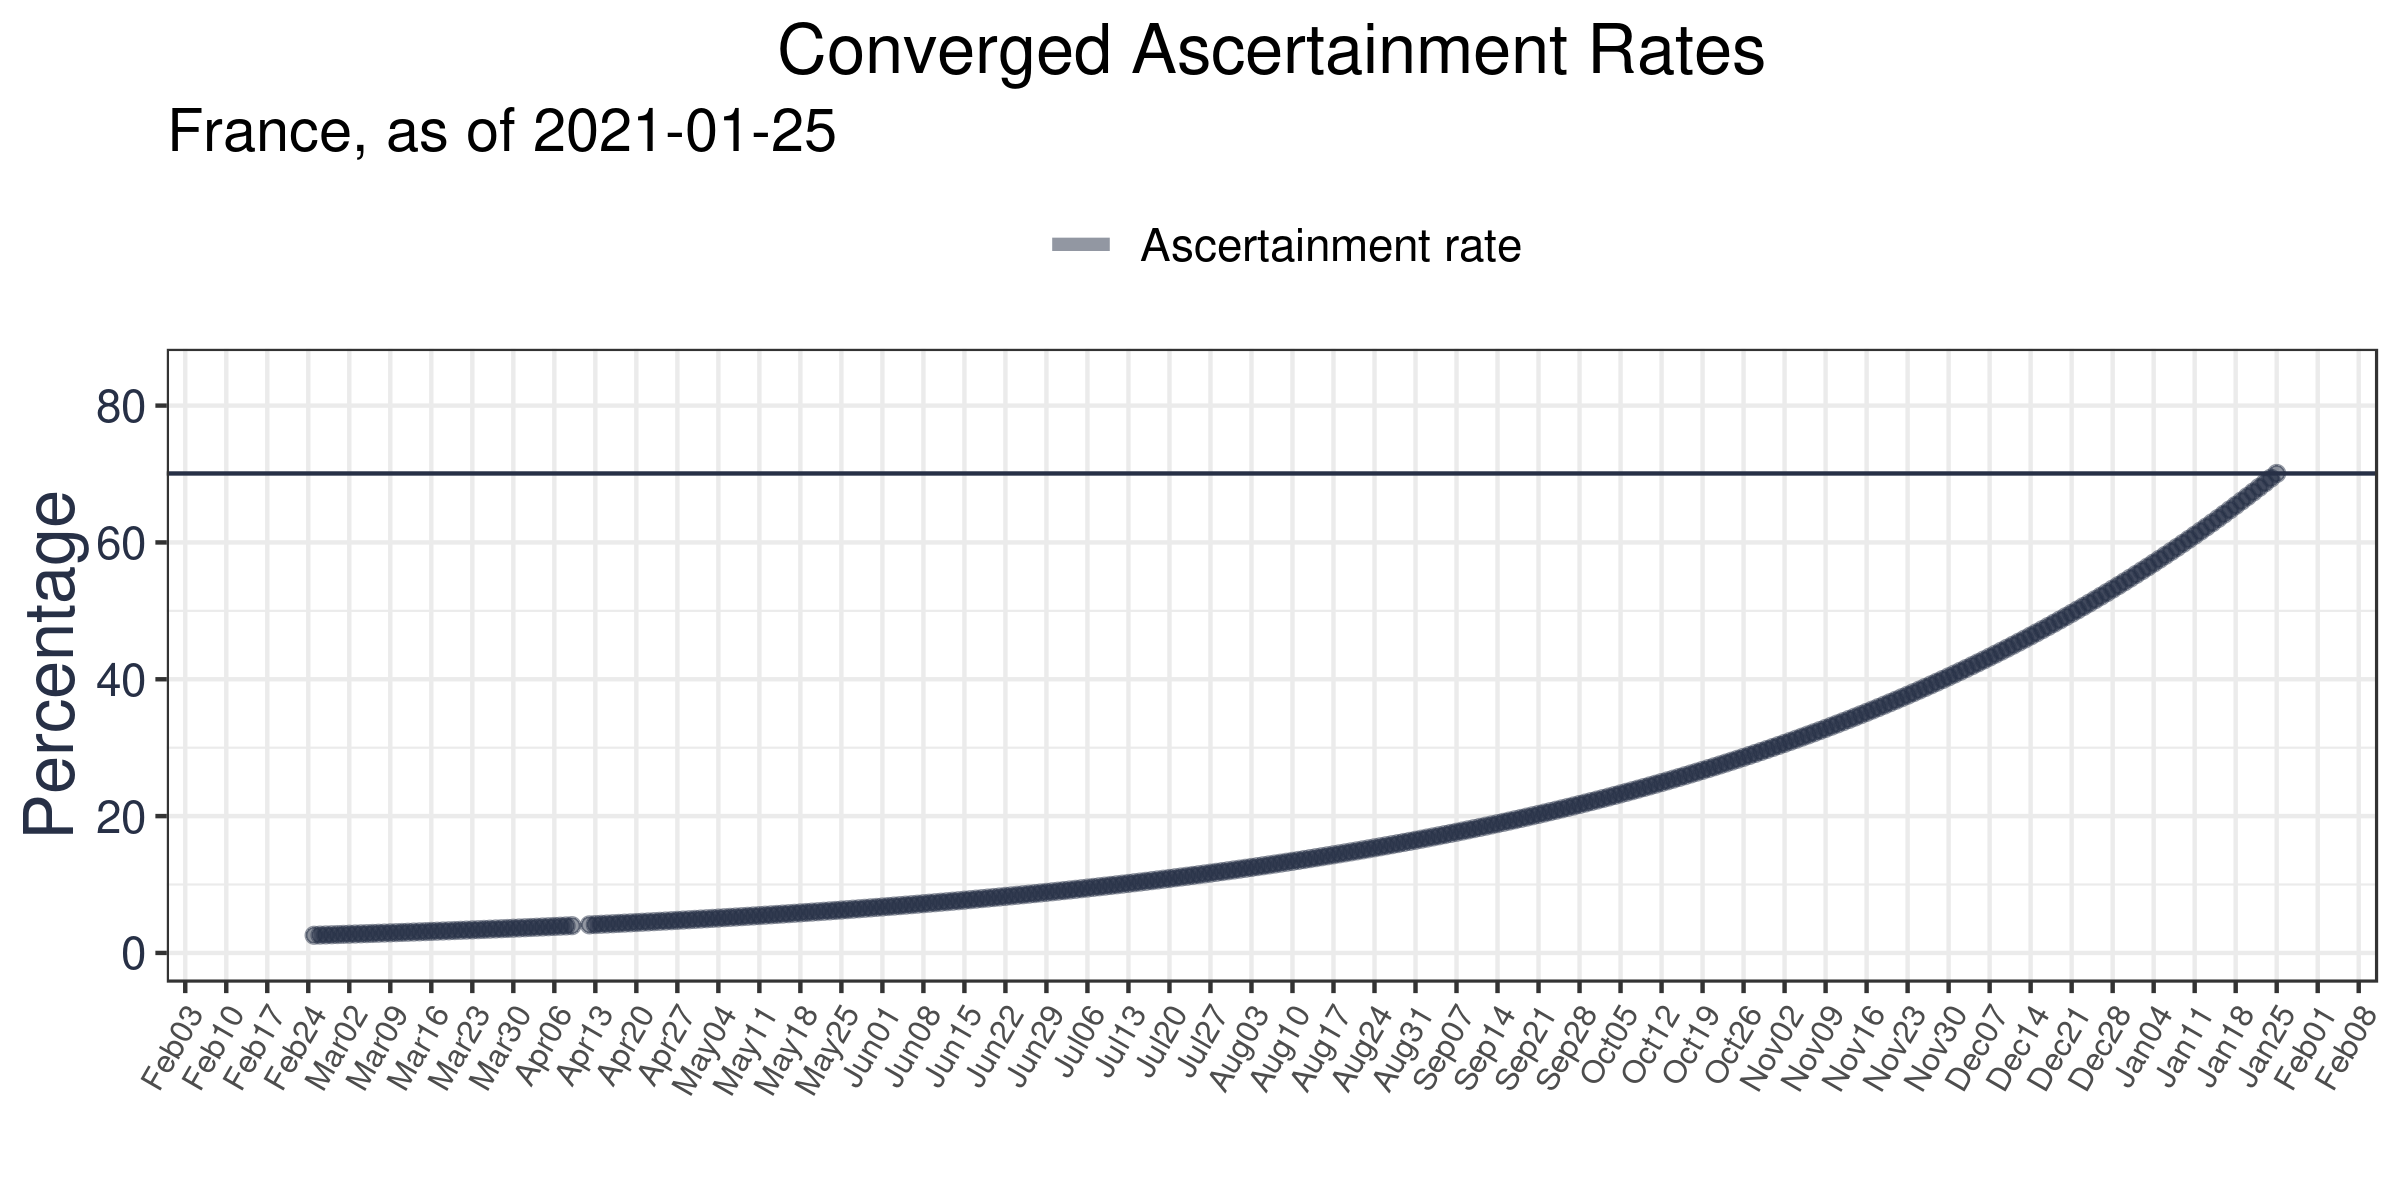 Converged Ascertainment Rates
France, as of 2021-01-25
Ascertainment rate
Percentage
80
60
40
20
0
Feb03
Feb10
Feb17
Feb24
Mar02
Mar09
Mar16
Mar23
Mar30
Apr06
Apr13
Apr20
Apr27
May04
May11
May18
May25
Jun01
Jun08
Jun15
Jun22
Jun29
Jul06
Jul13
Jul20
Jul27
Aug03
Aug10
Aug17
Aug24
Aug31
Sep07
Sep14
Sep21
Sep28
Oct05
Oct12
Oct19
Oct26
Nov02
Nov09
Nov16
Nov23
Nov30
Dec07
Dec14
Dec21
Dec28
Jan04
Jan11
Jan18
Jan25
Feb01
Feb08